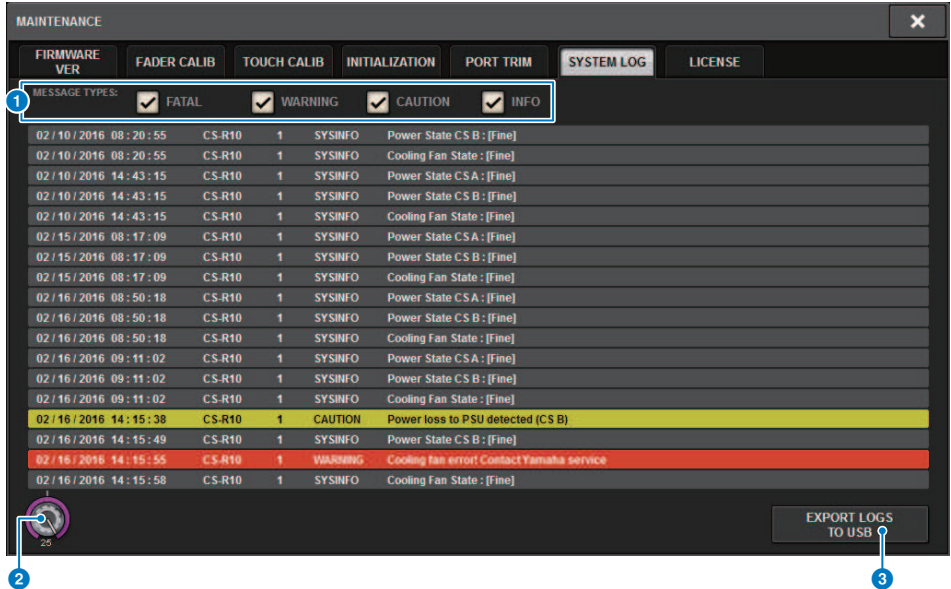 MAINTENANCE
FIRMWARE VER
FADER CALIB
TOUCH CALIB
INITIALIZATION
PORT TRIM
SYSTEM LOG
LICENSE
1
MESSAGE TYPES:
FATAL
WARNING
CAUTION
INFO
02 / 10 / 2016 08 : 20 : 55 CS-R10 1 SYSINFO Power State CS B : [Fine]
02 / 10 / 2016 08 : 20 : 55 CS-R10 1 SYSINFO Cooling Fan State : [Fine]
02 / 10 / 2016 14 : 43 : 15 CS-R10 1 SYSINFO Power State CS A : [Fine]
02 / 10 / 2016 14 : 43 : 15 CS-R10 1 SYSINFO Power State CS B : [Fine]
02 / 10 / 2016 14 : 43 : 15 CS-R10 1 SYSINFO Cooling Fan State : [Fine]
02 / 15 / 2016 08 : 17 : 09 CS-R10 1 SYSINFO Power State CS A : [Fine]
02 / 15 / 2016 08 : 17 : 09 CS-R10 1 SYSINFO Power State CS B : [Fine]
02 / 15 / 2016 08 : 17 : 09 CS-R10 1 SYSINFO Cooling Fan State : [Fine]
02 / 16 / 2016 08 : 50 : 18 CS-R10 1 SYSINFO Power State CS A : [Fine]
02 / 16 / 2016 08 : 50 : 18 CS-R10 1 SYSINFO Power State CS B : [Fine]
02 / 16 / 2016 08 : 50 : 18 CS-R10 1 SYSINFO Cooling Fan State : [Fine]
02 / 16 / 2016 09 : 11 : 02 CS-R10 1 SYSINFO Power State CS A : [Fine]
02 / 16 / 2016 09 : 11 : 02 CS-R10 1 SYSINFO Power State CS B : [Fine]
02 / 16 / 2016 09 : 11 : 02 CS-R10 1 SYSINFO Cooling Fan State : [Fine]
02 / 16 / 2016 14 : 15 : 38 CS-R10 1 CAUTION Power loss to PSU detected (CS B)
02 / 16 / 2016 14 : 15 : 49 CS-R10 1 SYSINFO Power State CS B : [Fine]
02 / 16 / 2016 14 : 15 : 55 CS-R10 1 WARNING Cooling fan error! Contact Yamaha service
02 / 16 / 2016 14 : 15 : 58 CS-R10 1 SYSINFO Cooling Fan State : [Fine]
25
EXPORT LOGS
TO USB
2
3